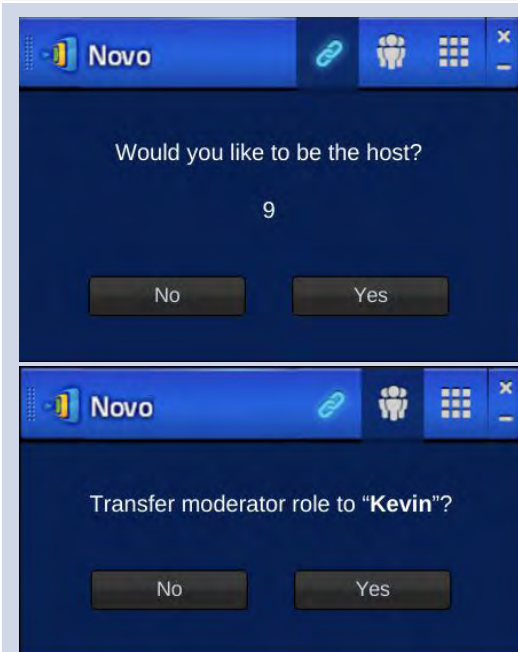 Novo
Would you like to be the host?
9
No Yes
Novo
Transfer moderator role to “Kevin”?
No Yes